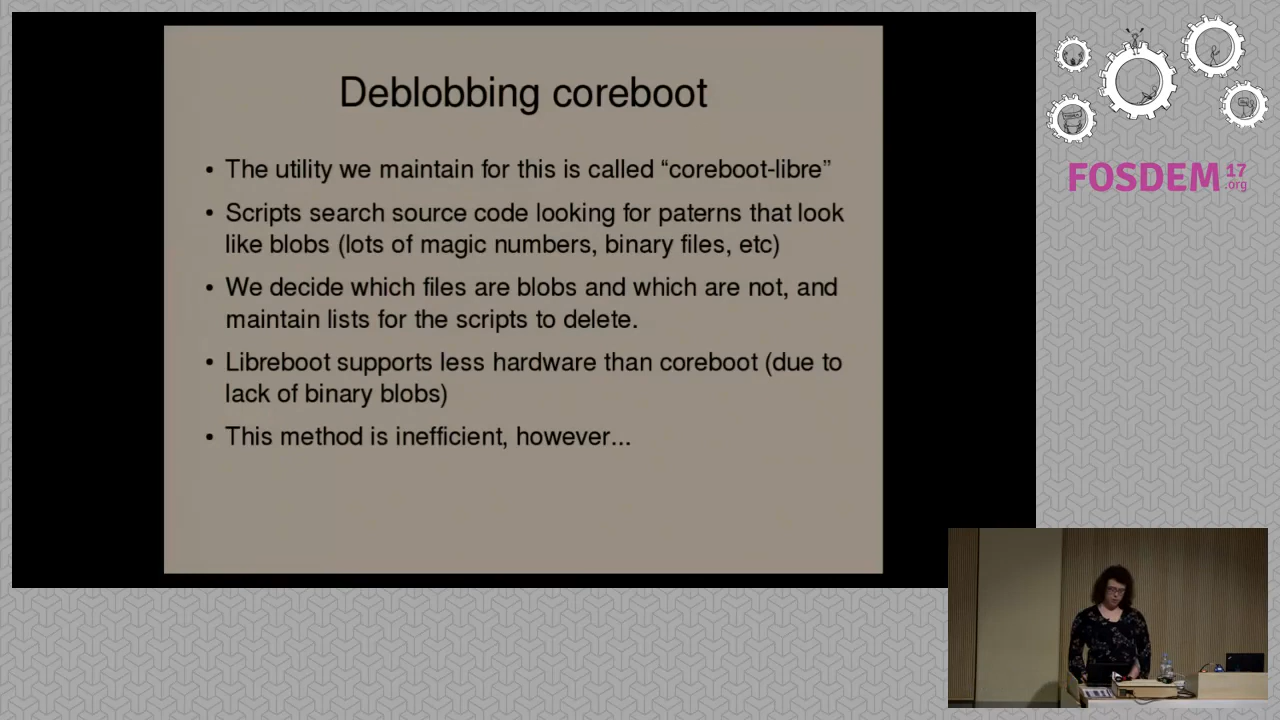 Deblobbing coreboot
• The utility we maintain for this is called “coreboot-libre”
• Scripts search source code looking for paterns that look
like blobs (lots of magic numbers, binary files, etc)
• We decide which files are blobs and which are not, and
maintain lists for the scripts to delete.
• Libreboot supports less hardware than coreboot (due to
lack of binary blobs)
• This method is inefficient, however...
FOSDEM 17
.org